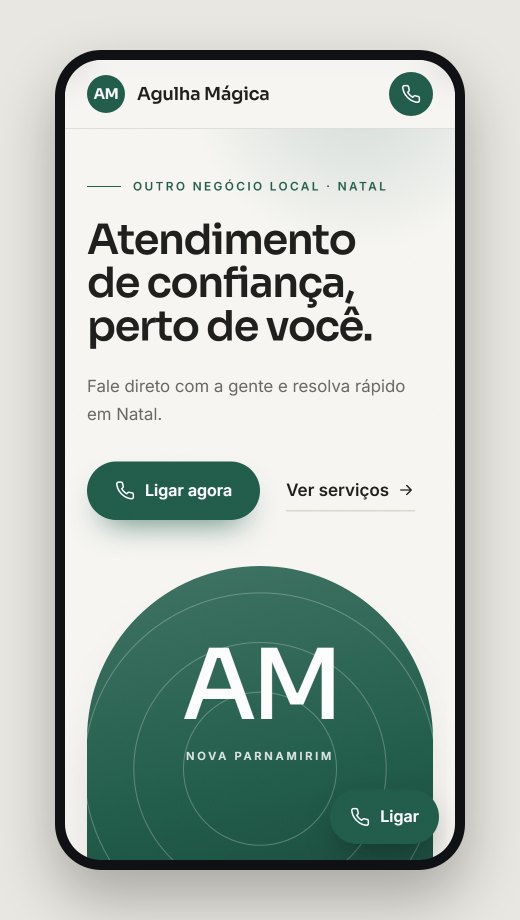 AM Agulha Mágica
OUTRO NEGÓCIO LOCAL · NATAL
Atendimento
de confiança,
perto de você.
Fale direto com a gente e resolva rápido
em Natal.
Ligar agora
Ver serviços →
AM
NOVA PARNAMIRIM
Ligar